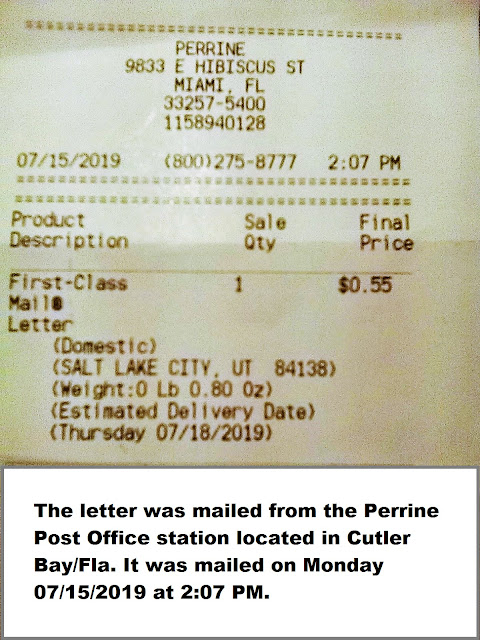 PERRINE
9833 E HIBISCUS ST
MIAMI, FL
33257-5400
1158940128
07/15/2019 (800)275-8777 2:07 PM
Product Sale Final
Description Qty Price
First-Class 1 $0.55
Mail®
Letter
(Domestic)
(SALT LAKE CITY, UT 84138)
(Weight:0 Lb 0.80 Oz)
(Estimated Delivery Date)
(Thursday 07/18/2019)
The letter was mailed from the Perrine
Post Office station located in Cutler
Bay/Fla. It was mailed on Monday
07/15/2019 at 2:07 PM.